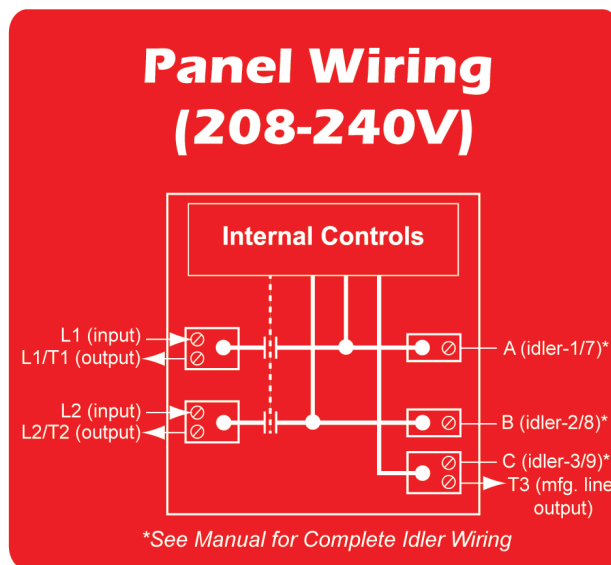 Panel Wiring
(208-240V)
Internal Controls
L1 (input)
L1/T1 (output)
A (idler-1/7)*
L2 (input)
L2/T2 (output)
B (idler-2/8)*
C (idler-3/9)*
T3 (mfg. line
output)
*See Manual for Complete Idler Wiring